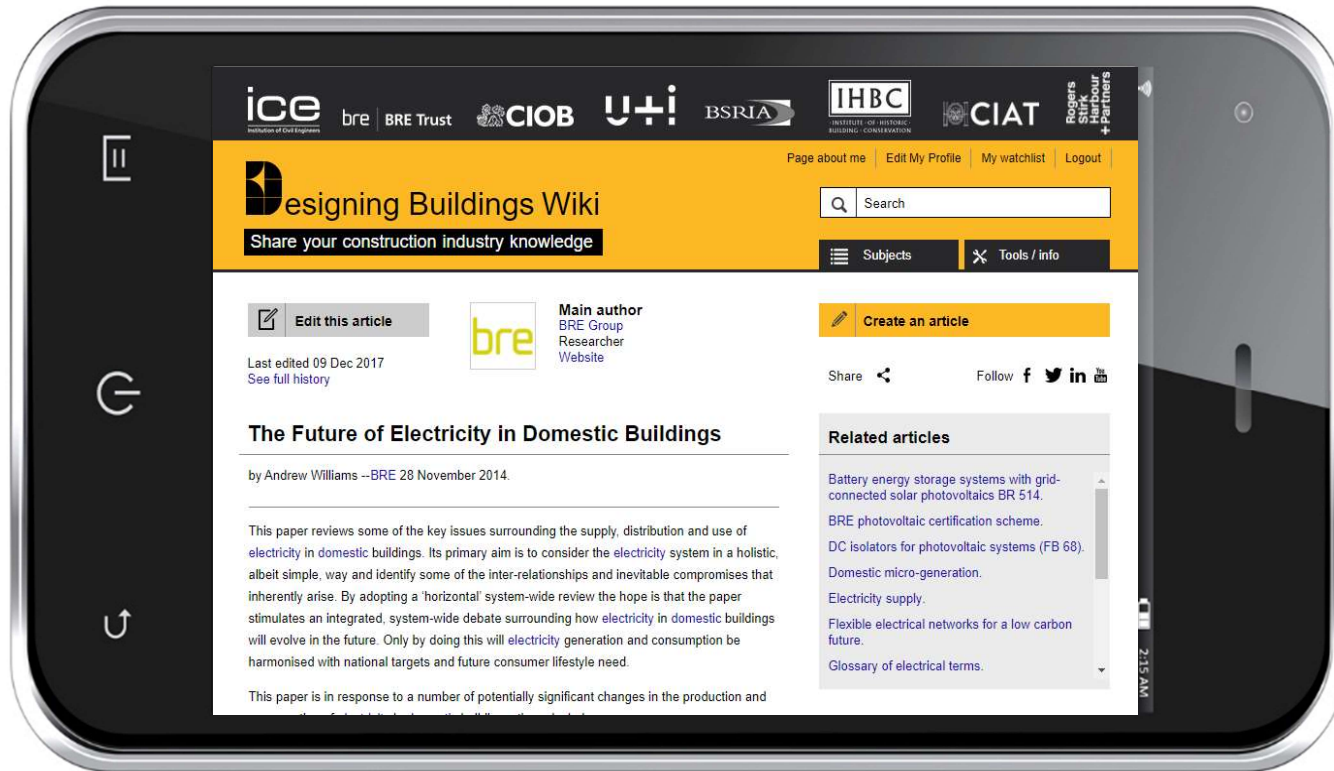 ice
Institution of Civil Engineers
bre BRE Trust
CIOB
U+i
BSRIA
IHBC
INSTITUTE · OF · HISTORIC
BUILDING · CONSERVATION
CIAT
Rogers
Stirk
Harbour
+Partners
Page about me Edit My Profile My watchlist Logout
Designing Buildings Wiki
Share your construction industry knowledge
Search
Subjects
Tools / info
Edit this article
Last edited 09 Dec 2017
See full history
bre
Main author
BRE Group
Researcher
Website
Create an article
Share
Follow f in You Tube
The Future of Electricity in Domestic Buildings
by Andrew Williams --BRE 28 November 2014.
This paper reviews some of the key issues surrounding the supply, distribution and use of
electricity in domestic buildings. Its primary aim is to consider the electricity system in a holistic,
albeit simple, way and identify some of the inter-relationships and inevitable compromises that
inherently arise. By adopting a ‘horizontal’ system-wide review the hope is that the paper
stimulates an integrated, system-wide debate surrounding how electricity in domestic buildings
will evolve in the future. Only by doing this will electricity generation and consumption be
harmonised with national targets and future consumer lifestyle need.
This paper is in response to a number of potentially significant changes in the production and
Related articles
Battery energy storage systems with grid-
connected solar photovoltaics BR 514.
BRE photovoltaic certification scheme.
DC isolators for photovoltaic systems (FB 68).
Domestic micro-generation.
Electricity supply.
Flexible electrical networks for a low carbon
future.
Glossary of electrical terms.
2:15 AM